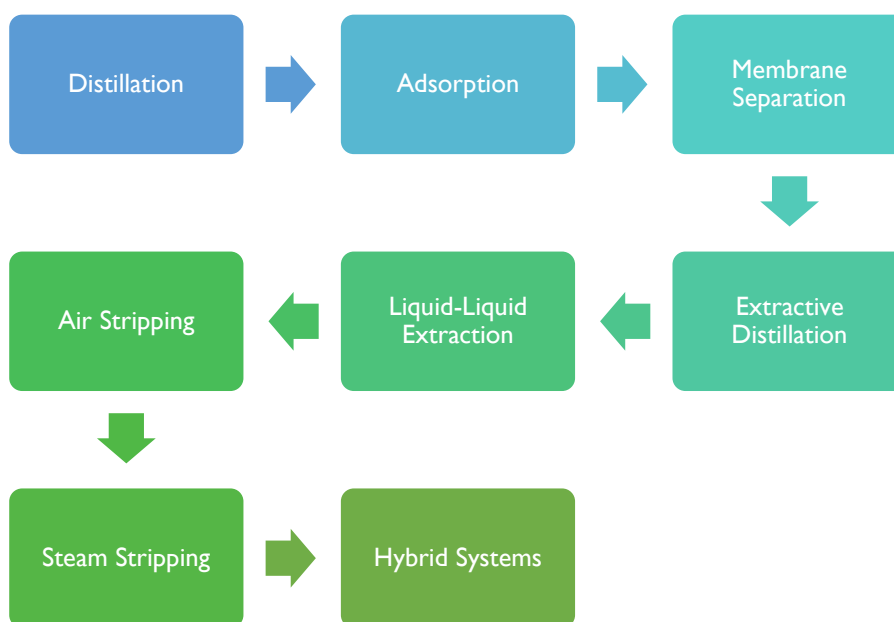 Distillation
Adsorption
Membrane
Separation
Extractive
Distillation
Liquid-Liquid
Extraction
Air Stripping
Steam Stripping
Hybrid Systems